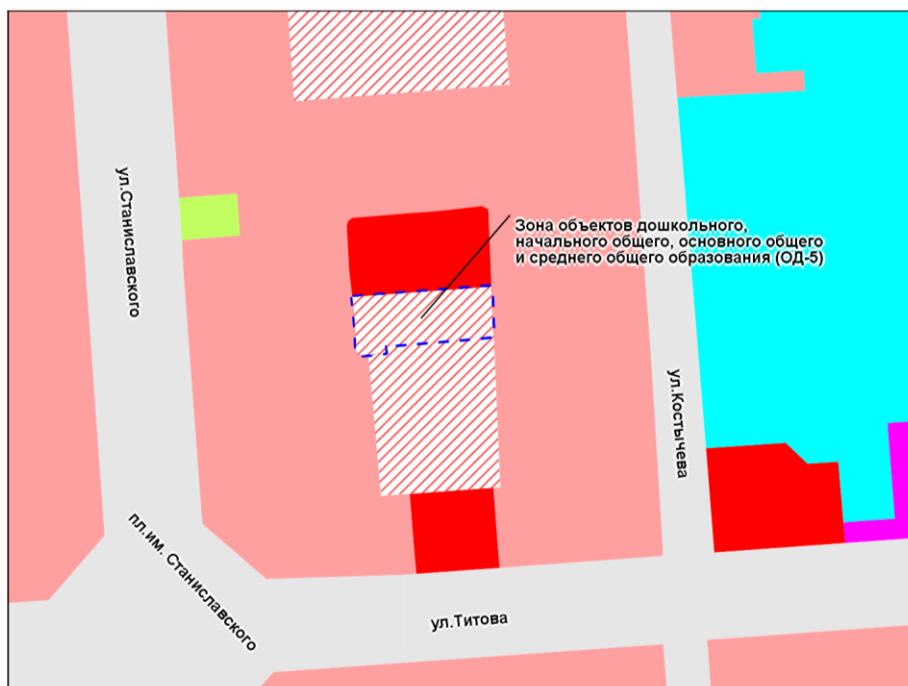 ул.Станиславского
Зона объектов дошкольного,
начального общего, основного общего
и среднего общего образования (ОД-5)
ул.Костычева
пл.им. Станиславского
ул.Титова